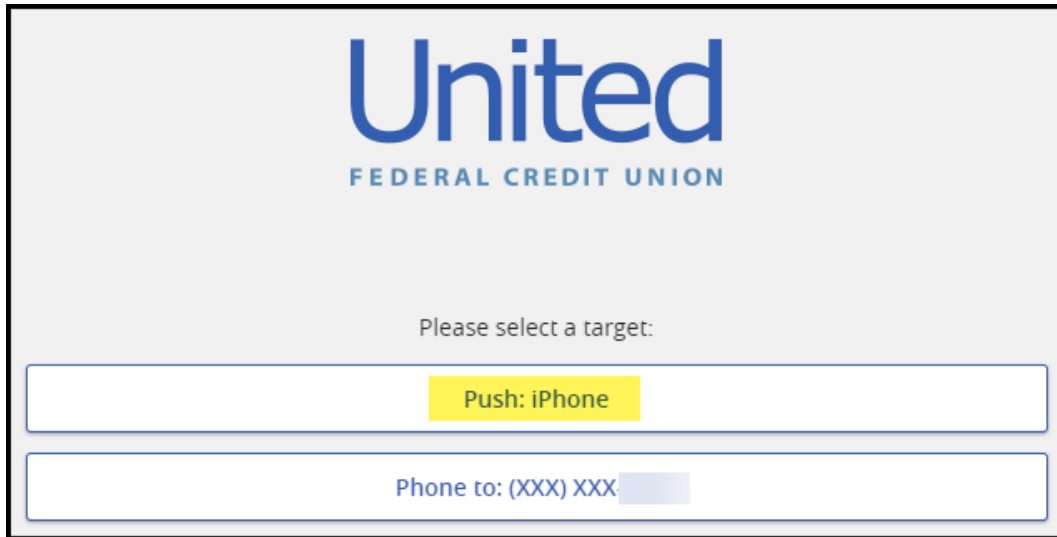 United
FEDERAL CREDIT UNION
Please select a target:
Push: iPhone
Phone to: (XXX) XXX-